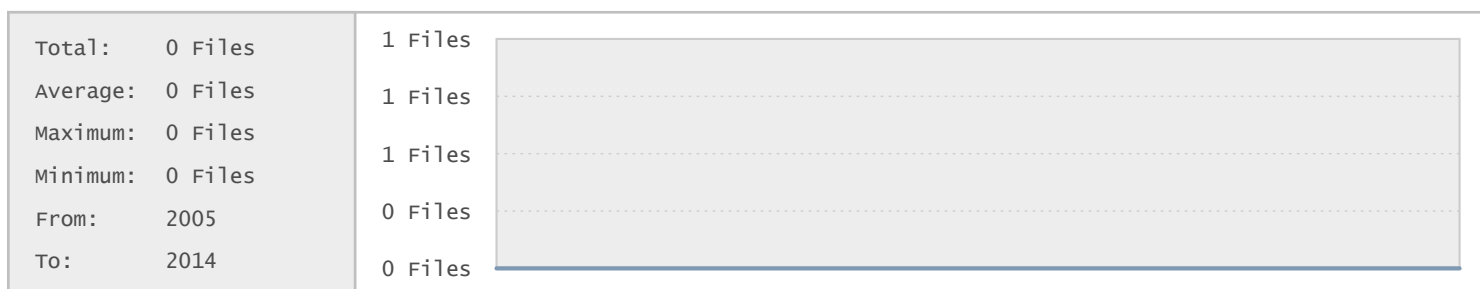 Total: 0 Files
Average: 0 Files
Maximum: 0 Files
Minimum: 0 Files
From: 2005
To: 2014
1 Files
1 Files
1 Files
0 Files
0 Files